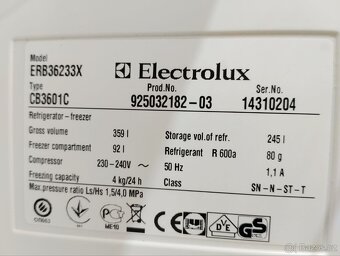 Model
ERB36233X
Electrolux
Type
CB3601C
Prod.No.
925032182-03
Ser.No.
14310204
Refrigerator - freezer
Gross volume 359 l
Storage vol.of refr. 245 l
Freezer compartment 92 l
Refrigerant R 600a 80 g
Compressor 230-240V~ 50 Hz 1,1 A
Freezing capacity 4 kg/24 h
Class SN-N-ST-T
Max.pressure ratio Ls/Hs 1,5/4,0 MPa
ME10
VDE
GS